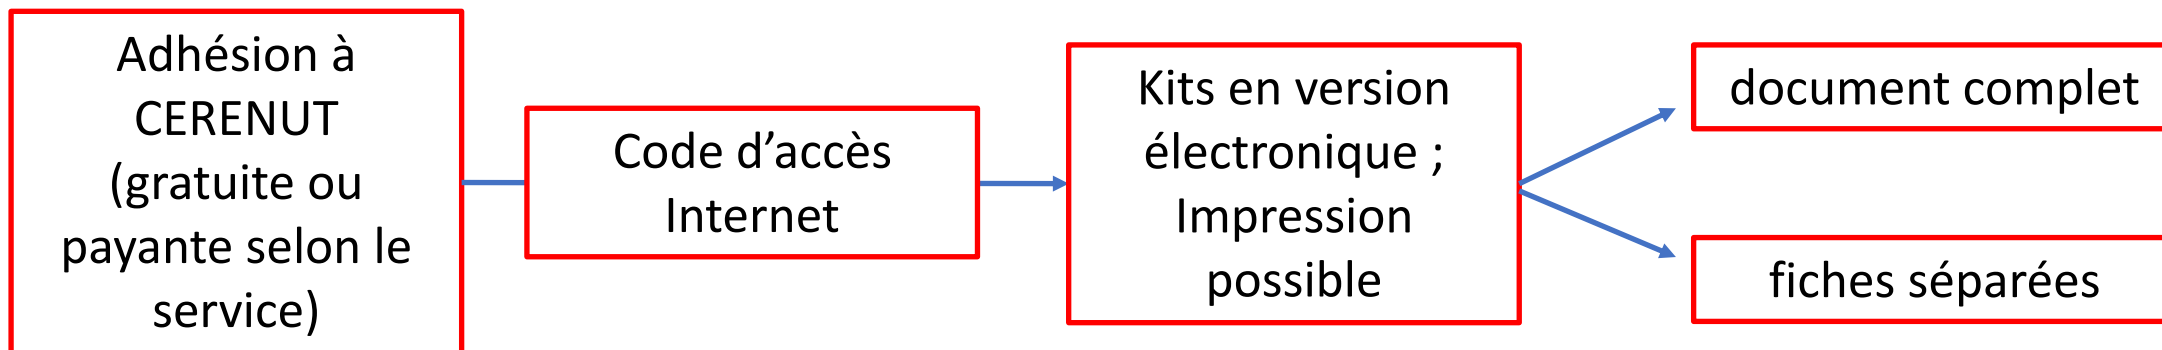 Adhésion à
CERENUT
(gratuite ou
payante selon le
service)
Code d’accès
Internet
Kits en version
électronique ;
Impression
possible
document complet
fiches séparées